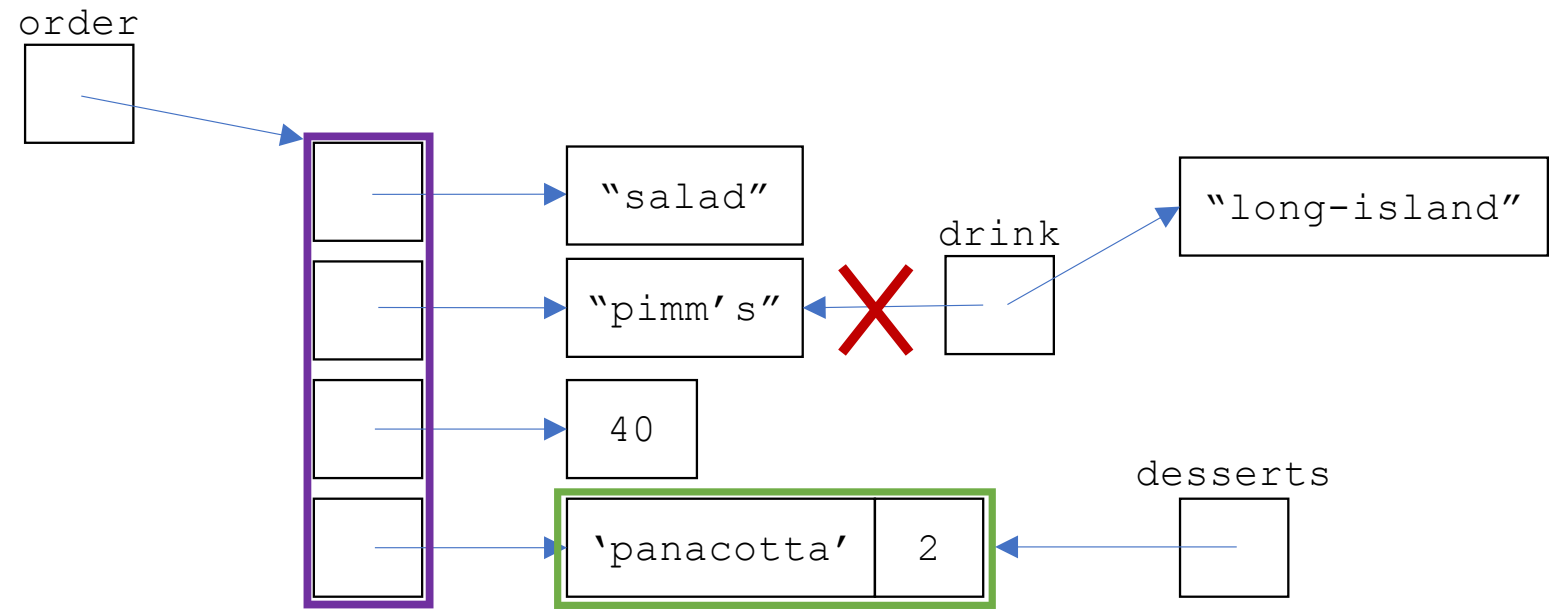 order
“salad”
“long-island”
drink
“pimm’s”
40
desserts
‘panacotta’ 2